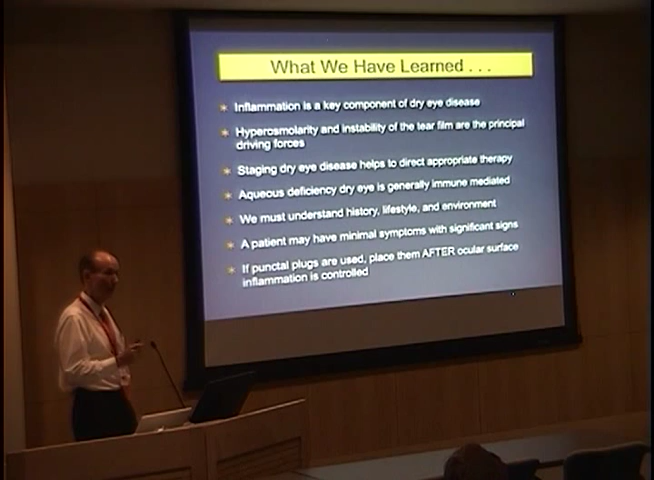 What We Have Learned . . .
Inflammation is a key component of dry eye disease
Hyperosmolarity and instability of the tear film are the principal
driving forces
Staging dry eye disease helps to direct appropriate therapy
Aqueous deficiency dry eye is generally immune mediated
We must understand history, lifestyle, and environment
A patient may have minimal symptoms with significant signs
If punctal plugs are used, place them AFTER ocular surface
inflammation is controlled